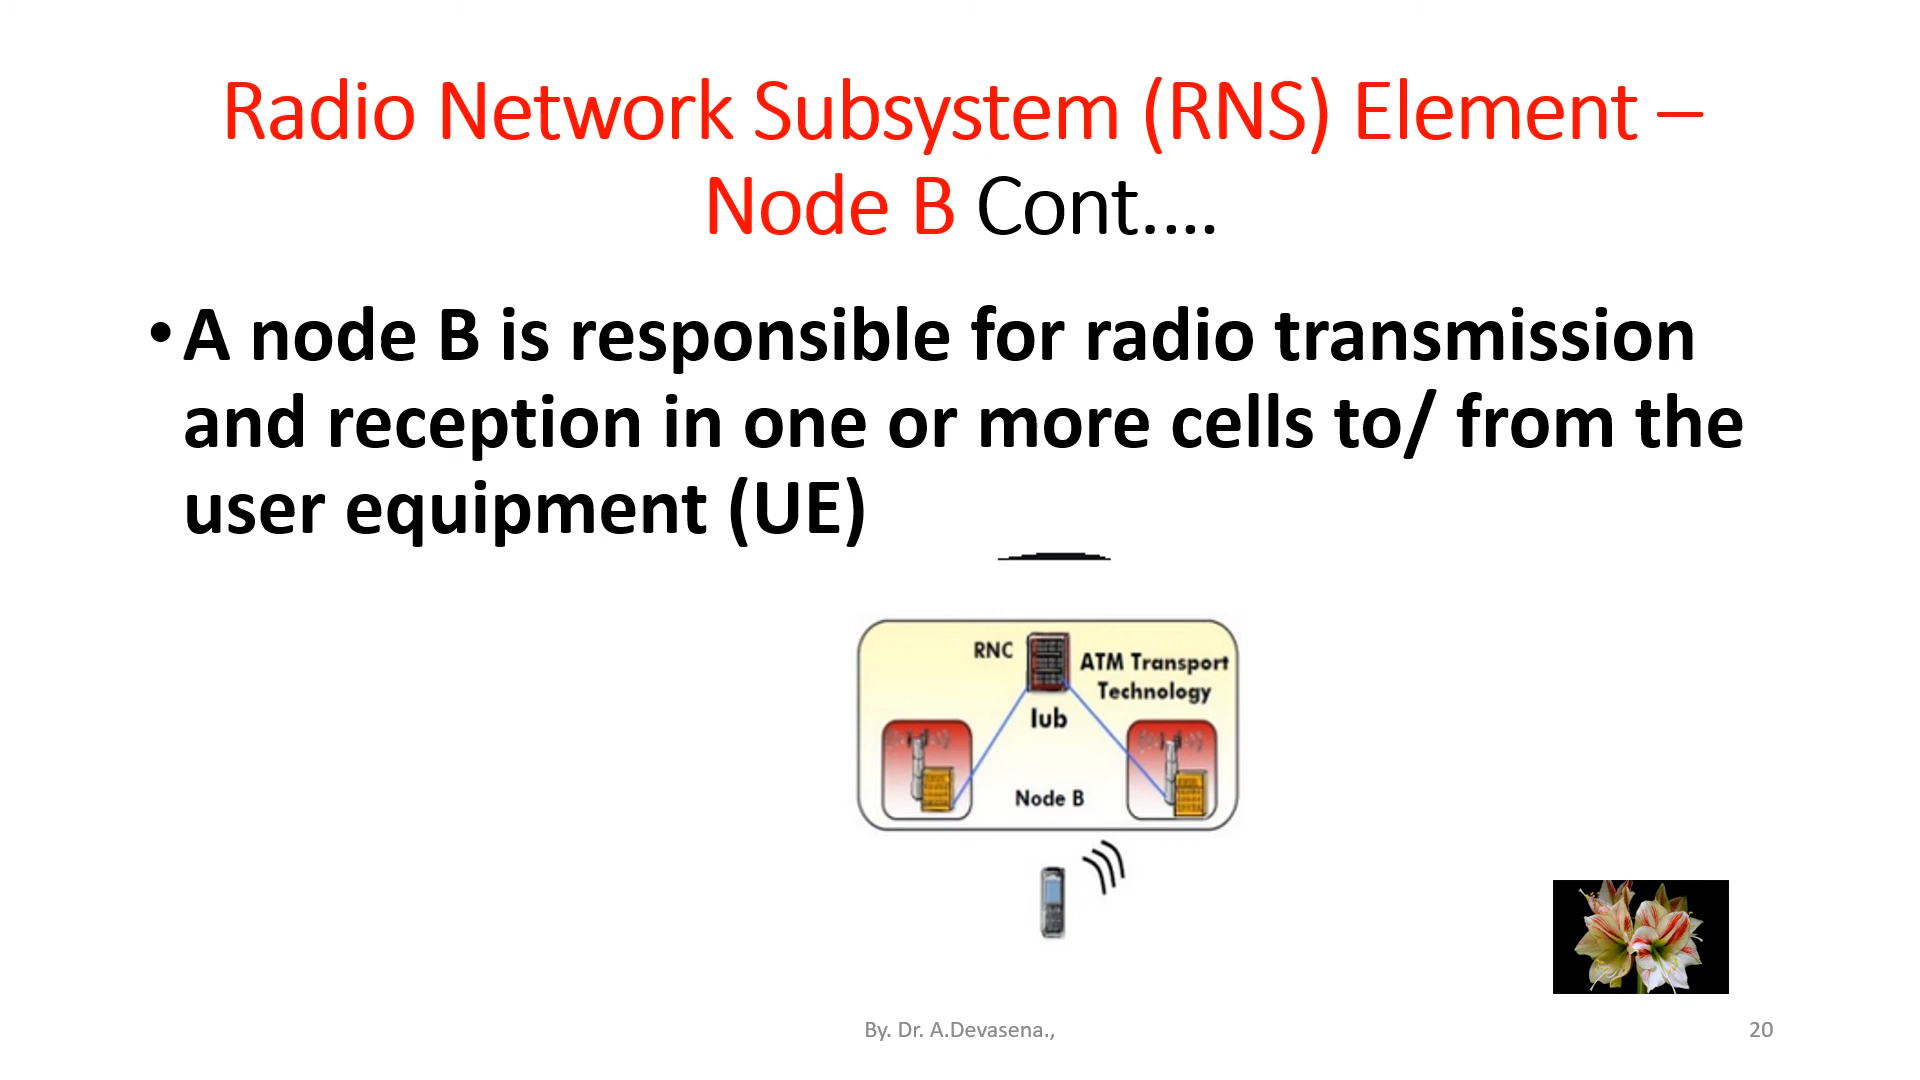 Radio Network Subsystem (RNS) Element –
Node B Cont.…
• A node B is responsible for radio transmission
and reception in one or more cells to/ from the
user equipment (UE)
RNC
ATM Transport
Technology
Iub
Node B
By. Dr. A.Devasena.,
20